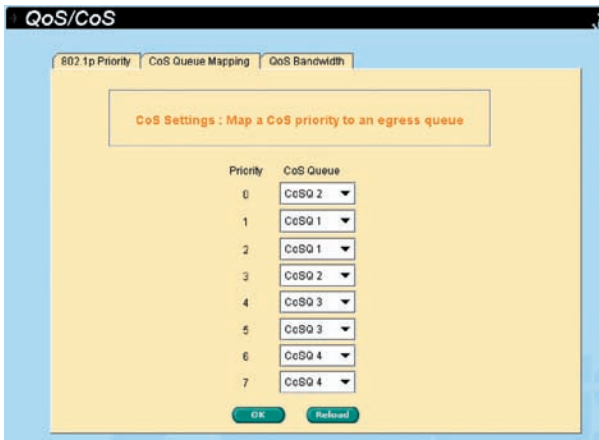 QoS/CoS
802.1p Priority CoS Queue Mapping QoS Bandwidth
CoS Settings : Map a CoS priority to an egress queue
Priority CoS Queue
0 CoSQ 2
1 CoSQ 1
2 CoSQ 1
3 CoSQ 2
4 CoSQ 3
5 CoSQ 3
6 CoSQ 4
7 CoSQ 4
OK Reload